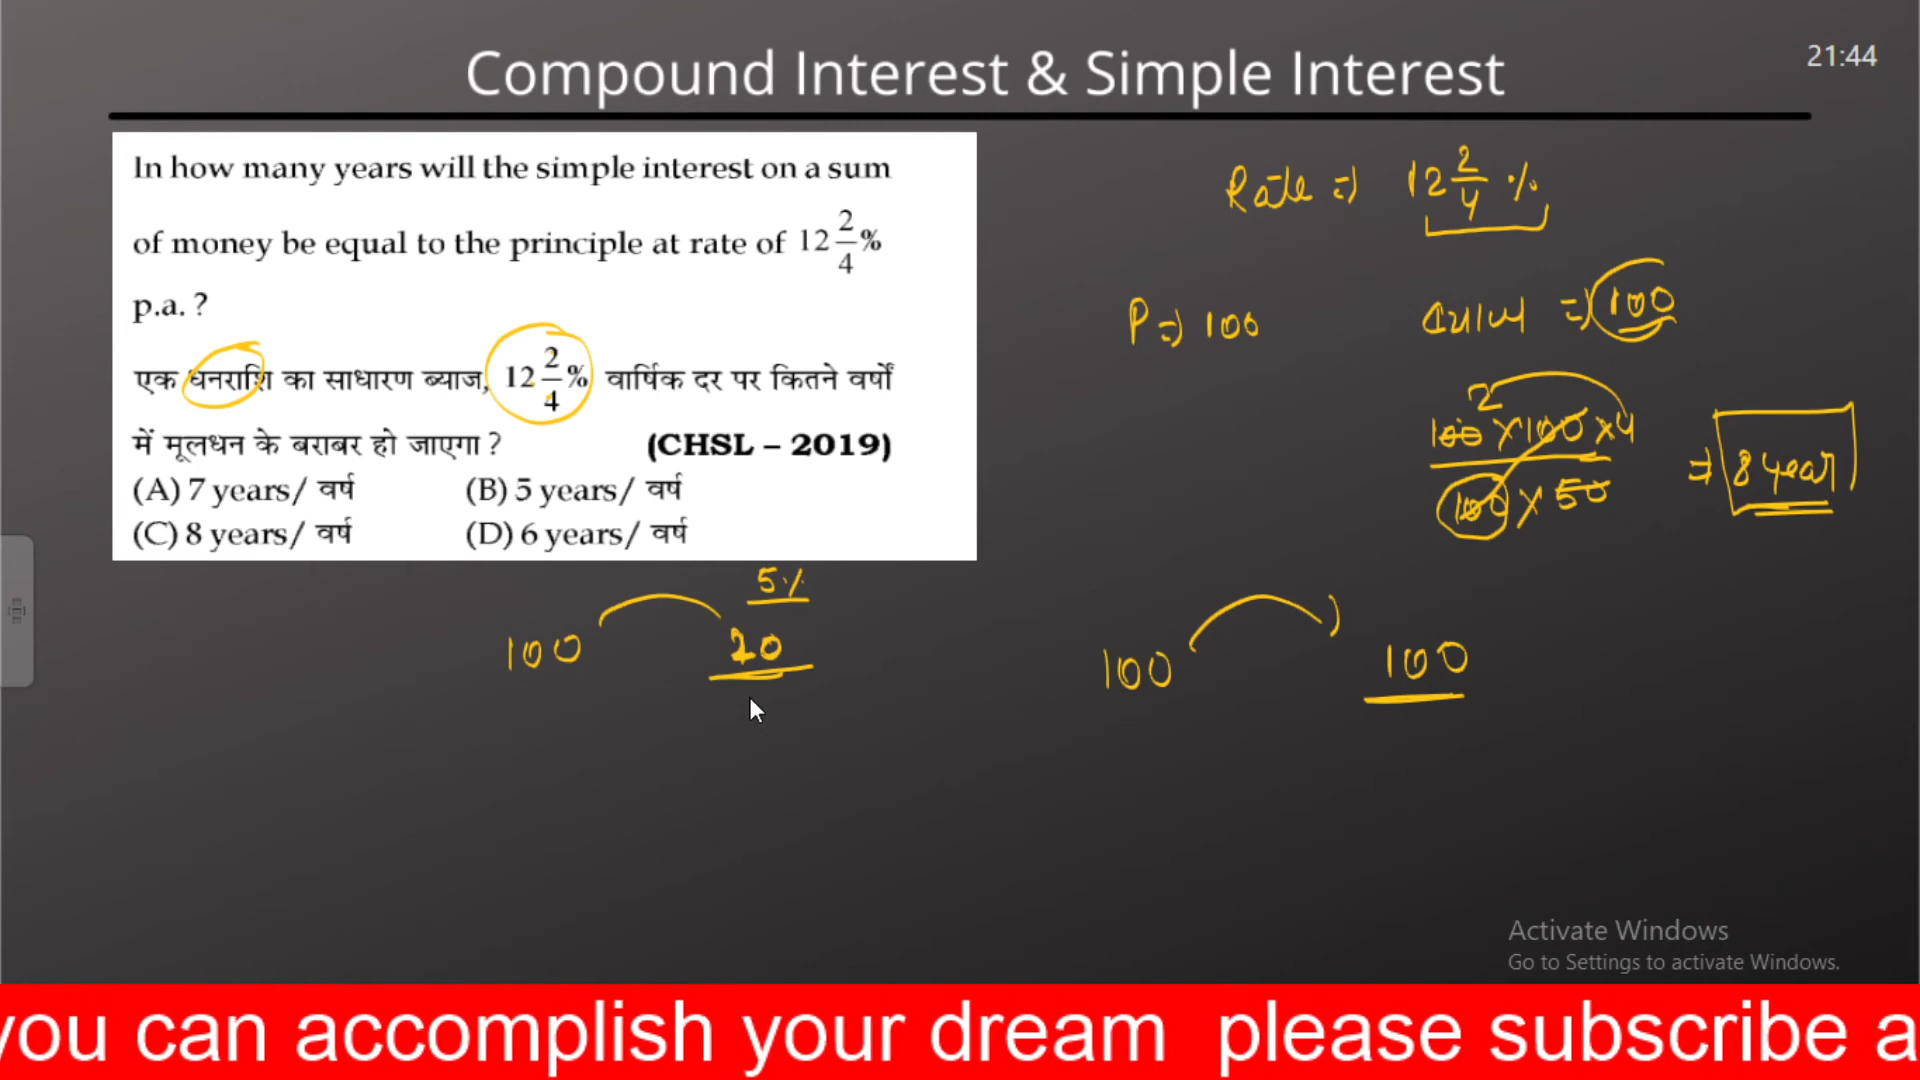 Compound Interest & Simple Interest
21:44
In how many years will the simple interest on a sum
of money be equal to the principle at rate of 12 2/4 %
p.a. ?
एक धनराशि का साधारण ब्याज, 12 2/4 % वार्षिक दर पर कितने वर्षों
में मूलधन के बराबर हो जाएगा ? (CHSL – 2019)
(A) 7 years/ वर्ष (B) 5 years/ वर्ष
(C) 8 years/ वर्ष (D) 6 years/ वर्ष
Rate => 12 2/4 %
P => 100
ब्याज => 100
2
100 × 100 × 4
100 × 50
=> 8 year
5%
100 20
100 100
Activate Windows
Go to Settings to activate Windows.
you can accomplish your dream please subscribe a